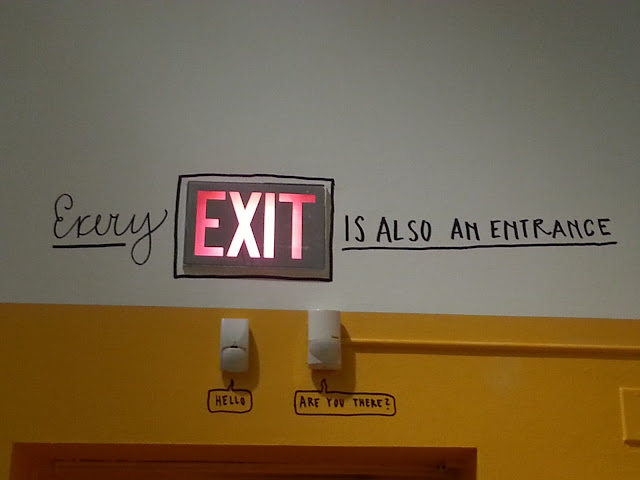 Every EXIT IS ALSO AN ENTRANCE
HELLO
ARE YOU THERE?